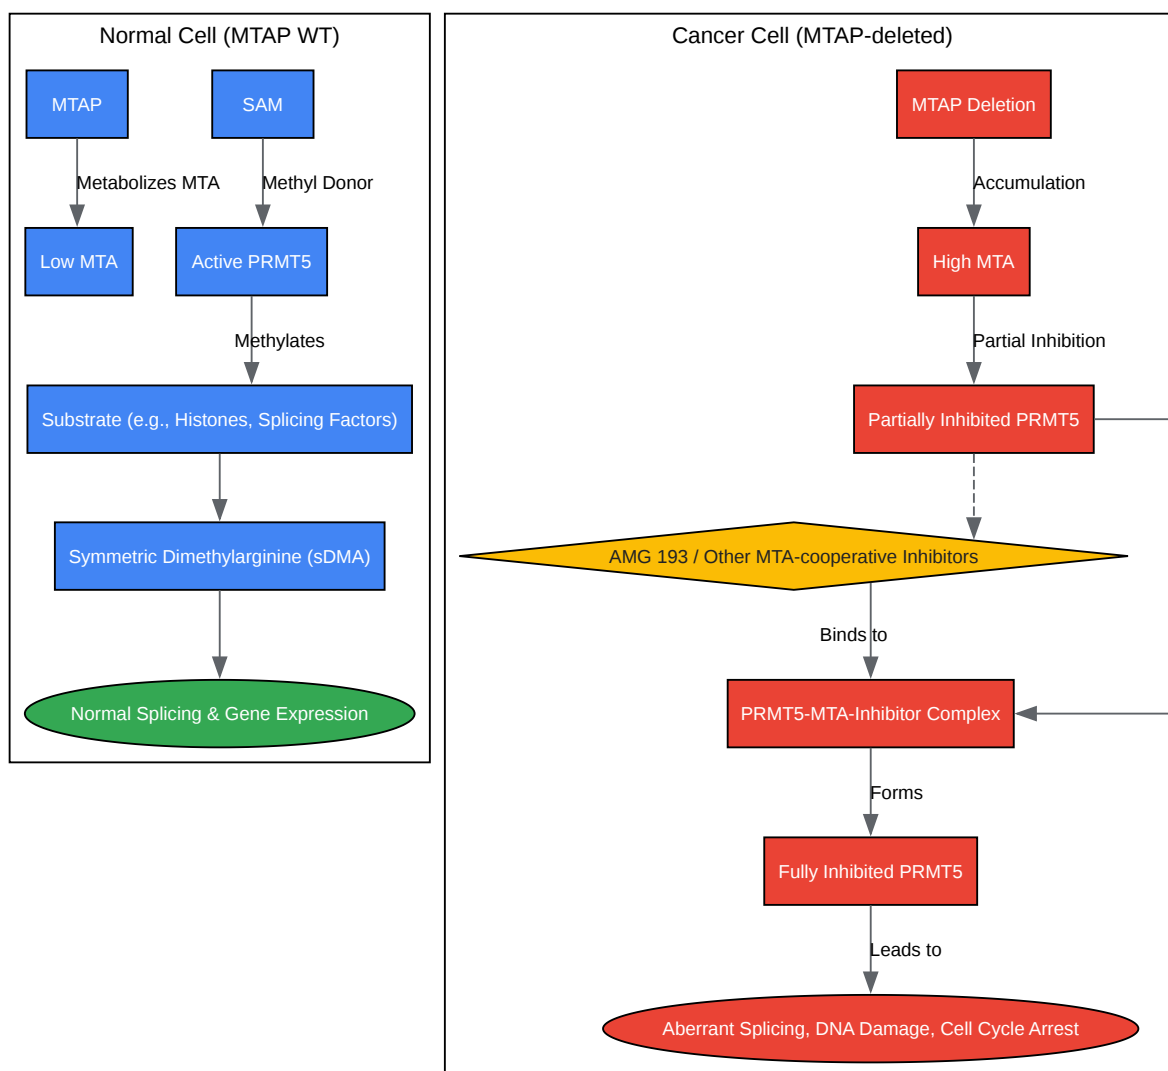 Normal Cell (MTAP WT)
MTAP
SAM
Metabolizes MTA
Methyl Donor
Low MTA
Active PRMT5
Methylates
Substrate (e.g., Histones, Splicing Factors)
Symmetric Dimethylarginine (sDMA)
Normal Splicing & Gene Expression
Cancer Cell (MTAP-deleted)
MTAP Deletion
Accumulation
High MTA
Partial Inhibition
Partially Inhibited PRMT5
AMG 193 / Other MTA-cooperative Inhibitors
Binds to
PRMT5-MTA-Inhibitor Complex
Forms
Fully Inhibited PRMT5
Leads to
Aberrant Splicing, DNA Damage, Cell Cycle Arrest